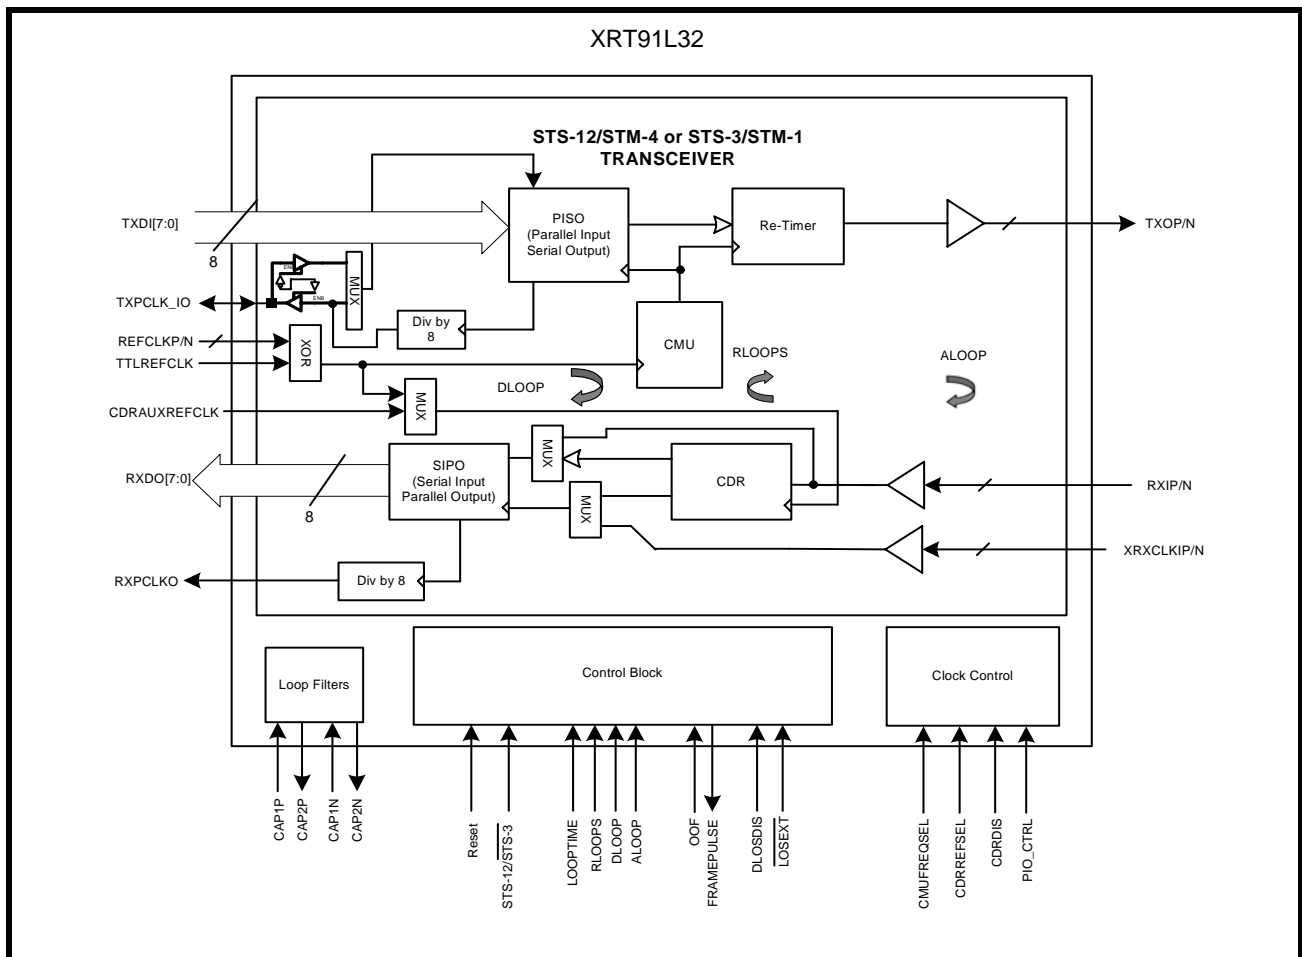 XRT91L32
STS-12/STM-4 or STS-3/STM-1
TRANSCEIVER
TXDI[7:0]
8
PISO
(Parallel Input
Serial Output)
Re-Timer
TXOP/N
ENB
MUX
ENB
TXPCLK_IO
Div by
8
REFCLKP/N
TTLREFCLK
XOR
CMU
RLOOPS
ALOOP
DLOOP
CDRAUXREFCLK
MUX
RXDO[7:0]
8
SIPO
(Serial Input
Parallel Output)
MUX
CDR
RXIP/N
MUX
XRXCLKIP/N
RXPCLKO
Div by 8
Loop Filters
Control Block
Clock Control
CAP1P
CAP2P
CAP1N
CAP2N
Reset
STS-12/STS-3
LOOPTIME
RLOOPS
DLOOP
ALOOP
OOF
FRAMEPULSE
DLOSDIS
LOSEXT
CMUFREQSEL
CDRREFSEL
CDRDIS
PIO_CTRL